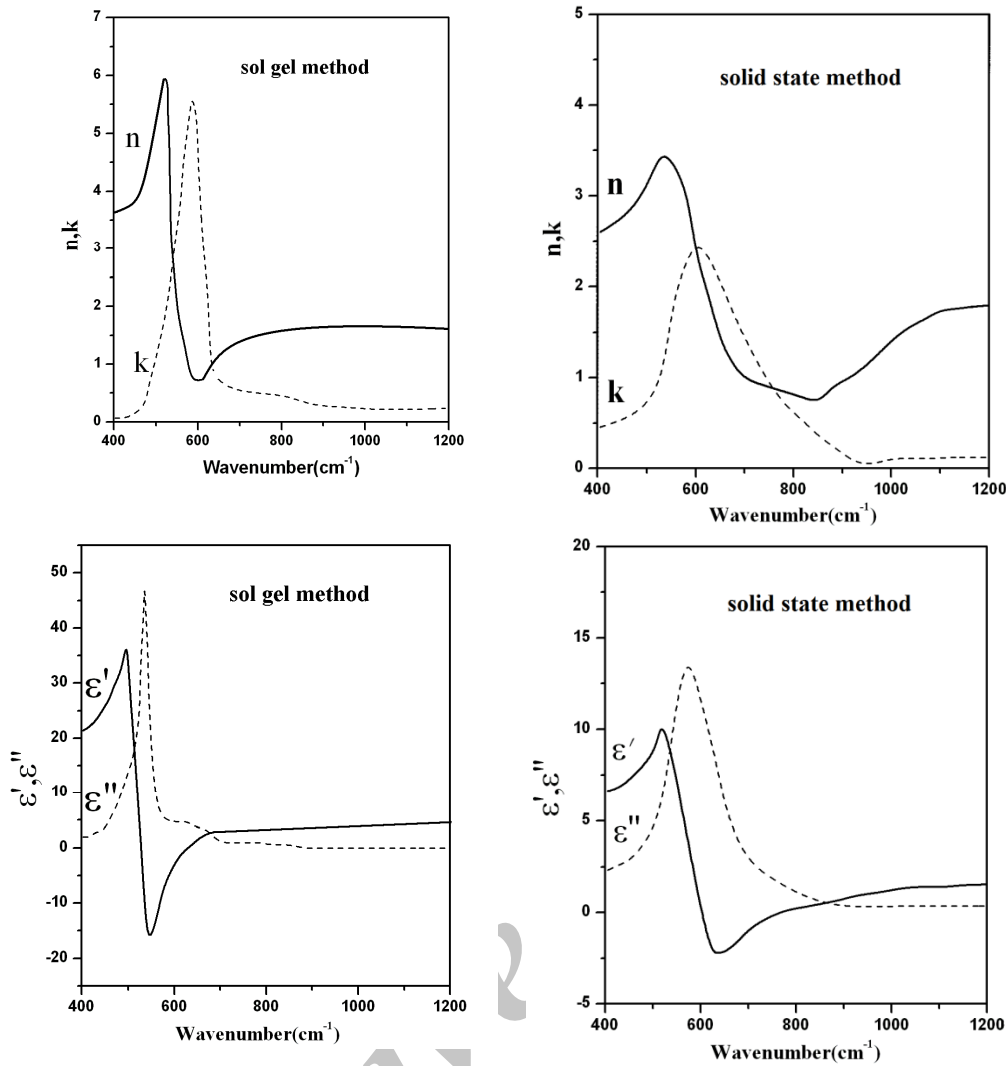 7
6
5
4
3
2
1
0
n,k
sol gel method
n
k
400 600 800 1000 1200
Wavenumber(cm⁻¹)
5
4
3
2
1
0
n,k
solid state method
n
k
400 600 800 1000 1200
Wavenumber(cm⁻¹)
50
40
30
20
10
0
-10
-20
ε',ε''
sol gel method
ε'
ε''
400 600 800 1000 1200
Wavenumber(cm⁻¹)
20
15
10
5
0
-5
ε',ε''
solid state method
ε'
ε''
400 600 800 1000 1200
Wavenumber(cm⁻¹)